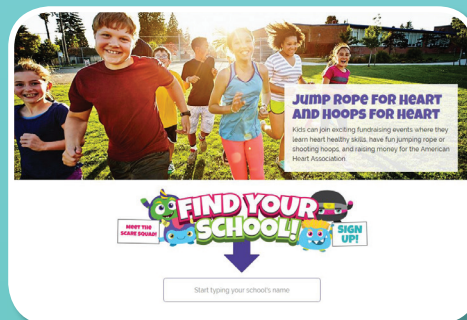 Jump Rope for Heart
and Hoops for Heart
Kids can join exciting fundraising events where they
learn heart healthy skills, have fun jumping rope or
shooting hoops, and raising money for the American
Heart Association.
FIND YOUR
SCHOOL!
MEET THE
SCARE SQUAD!
SIGN
UP!
Start typing your school's name